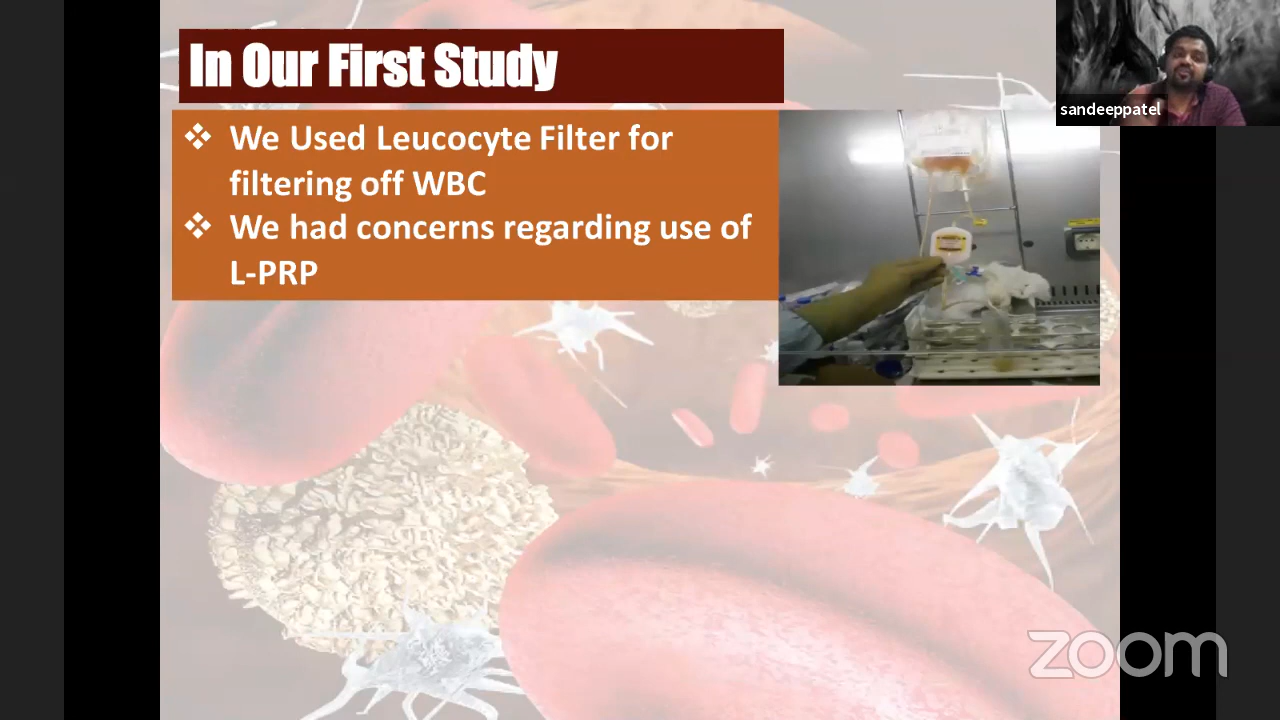 In Our First Study
❖ We Used Leucocyte Filter for
filtering off WBC
❖ We had concerns regarding use of
L-PRP
sandeeppatel
zoom